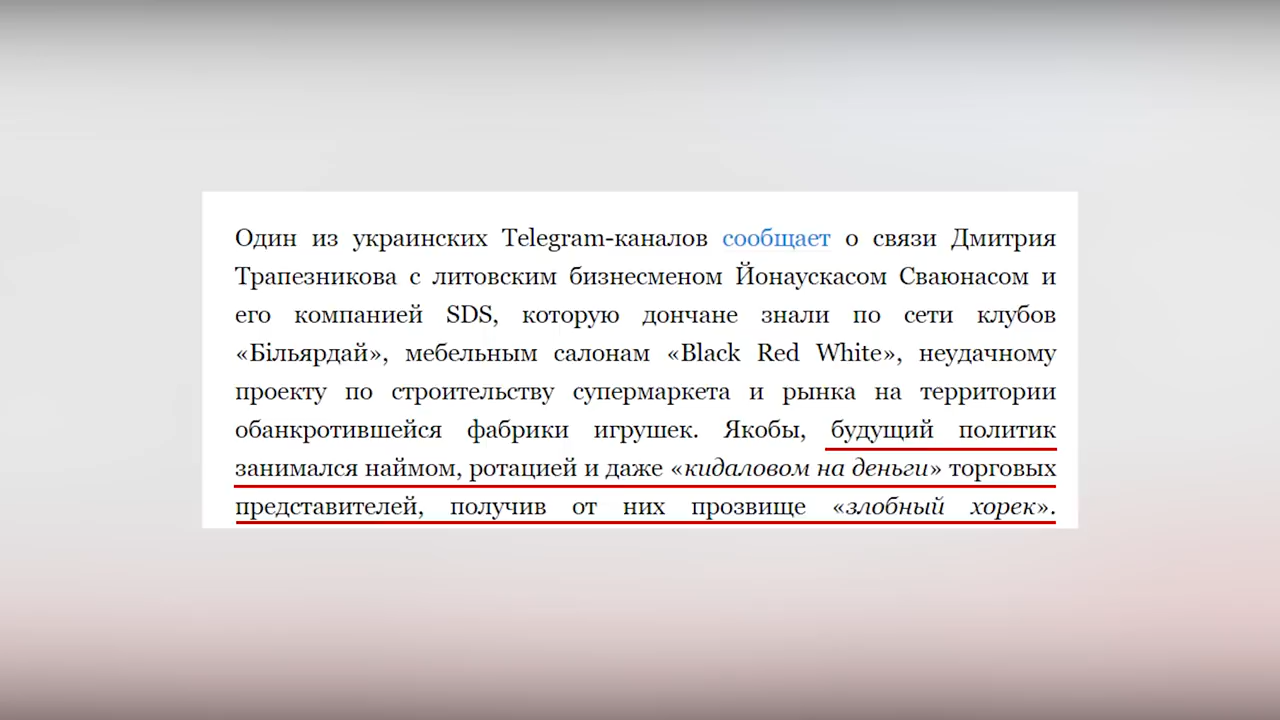 Один из украинских Telegram-каналов сообщает о связи Дмитрия
Трапезникова с литовским бизнесменом Йонаускасом Сваюнасом и
его компанией SDS, которую дончане знали по сети клубов
«Більярдай», мебельным салонам «Black Red White», неудачному
проекту по строительству супермаркета и рынка на территории
обанкротившейся фабрики игрушек. Якобы, будущий политик
занимался наймом, ротацией и даже «кидаловом на деньги» торговых
представителей, получив от них прозвище «злобный хорек».